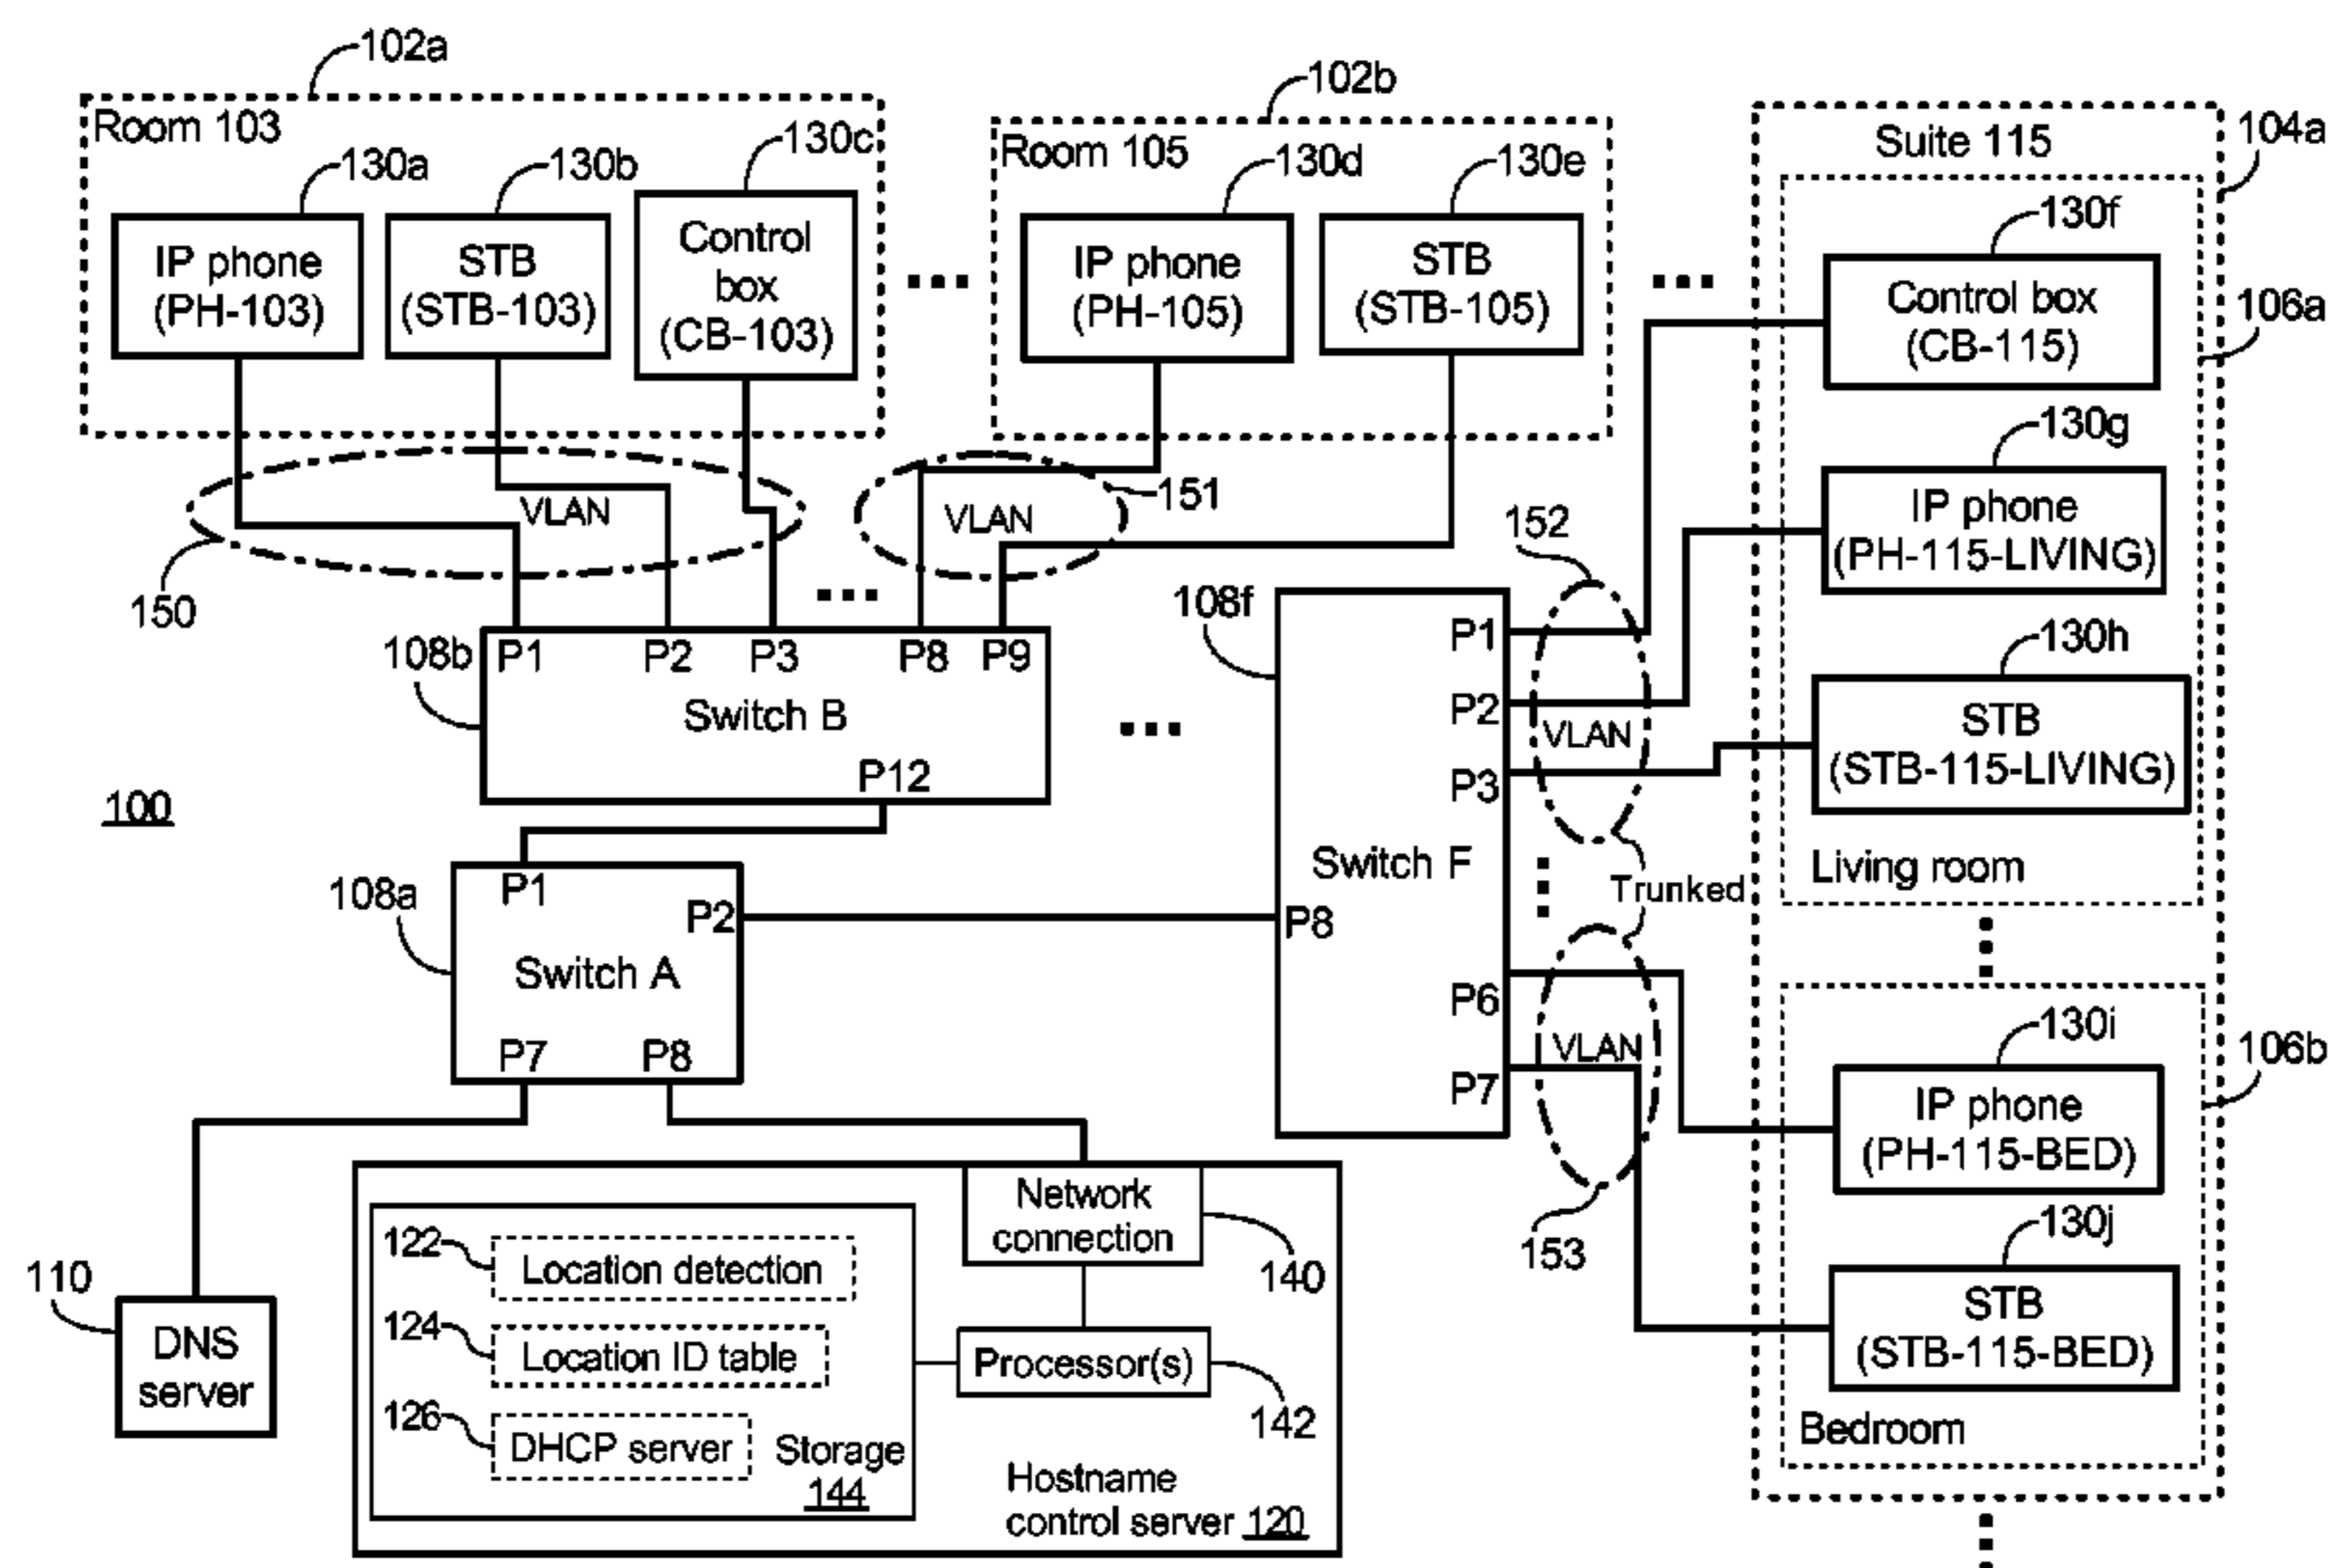 102a
Room 103
130a
130b
130c
IP phone
(PH-103)
STB
(STB-103)
Control
box
(CB-103)
102b
Room 105
130d
130e
IP phone
(PH-105)
STB
(STB-105)
Suite 115
104a
130f
Control box
(CB-115)
106a
130g
IP phone
(PH-115-LIVING)
130h
STB
(STB-115-LIVING)
Living room
VLAN
150
VLAN
151
152
VLAN
Trunked
108b
P1
P2
P3
P8
P9
Switch B
P12
108f
P1
P2
P3
Switch F
P8
P6
P7
100
108a
P1
P2
Switch A
P7
P8
VLAN
153
130i
IP phone
(PH-115-BED)
106b
130j
STB
(STB-115-BED)
Bedroom
110
DNS
server
Network
connection
140
122
Location detection
124
Location ID table
126
DHCP server
Storage
144
Processor(s)
142
Hostname
control server 120